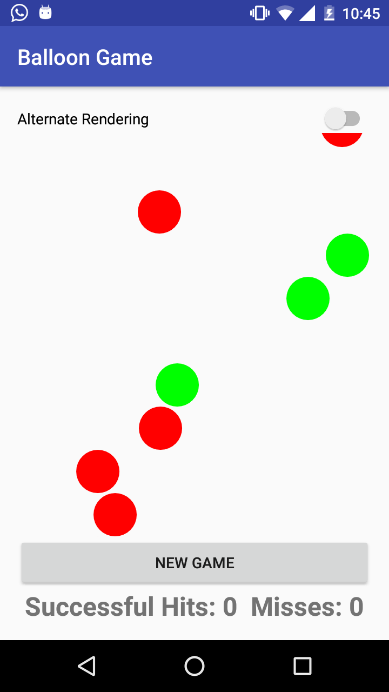 10:45
Balloon Game
Alternate Rendering
NEW GAME
Successful Hits: 0 Misses: 0